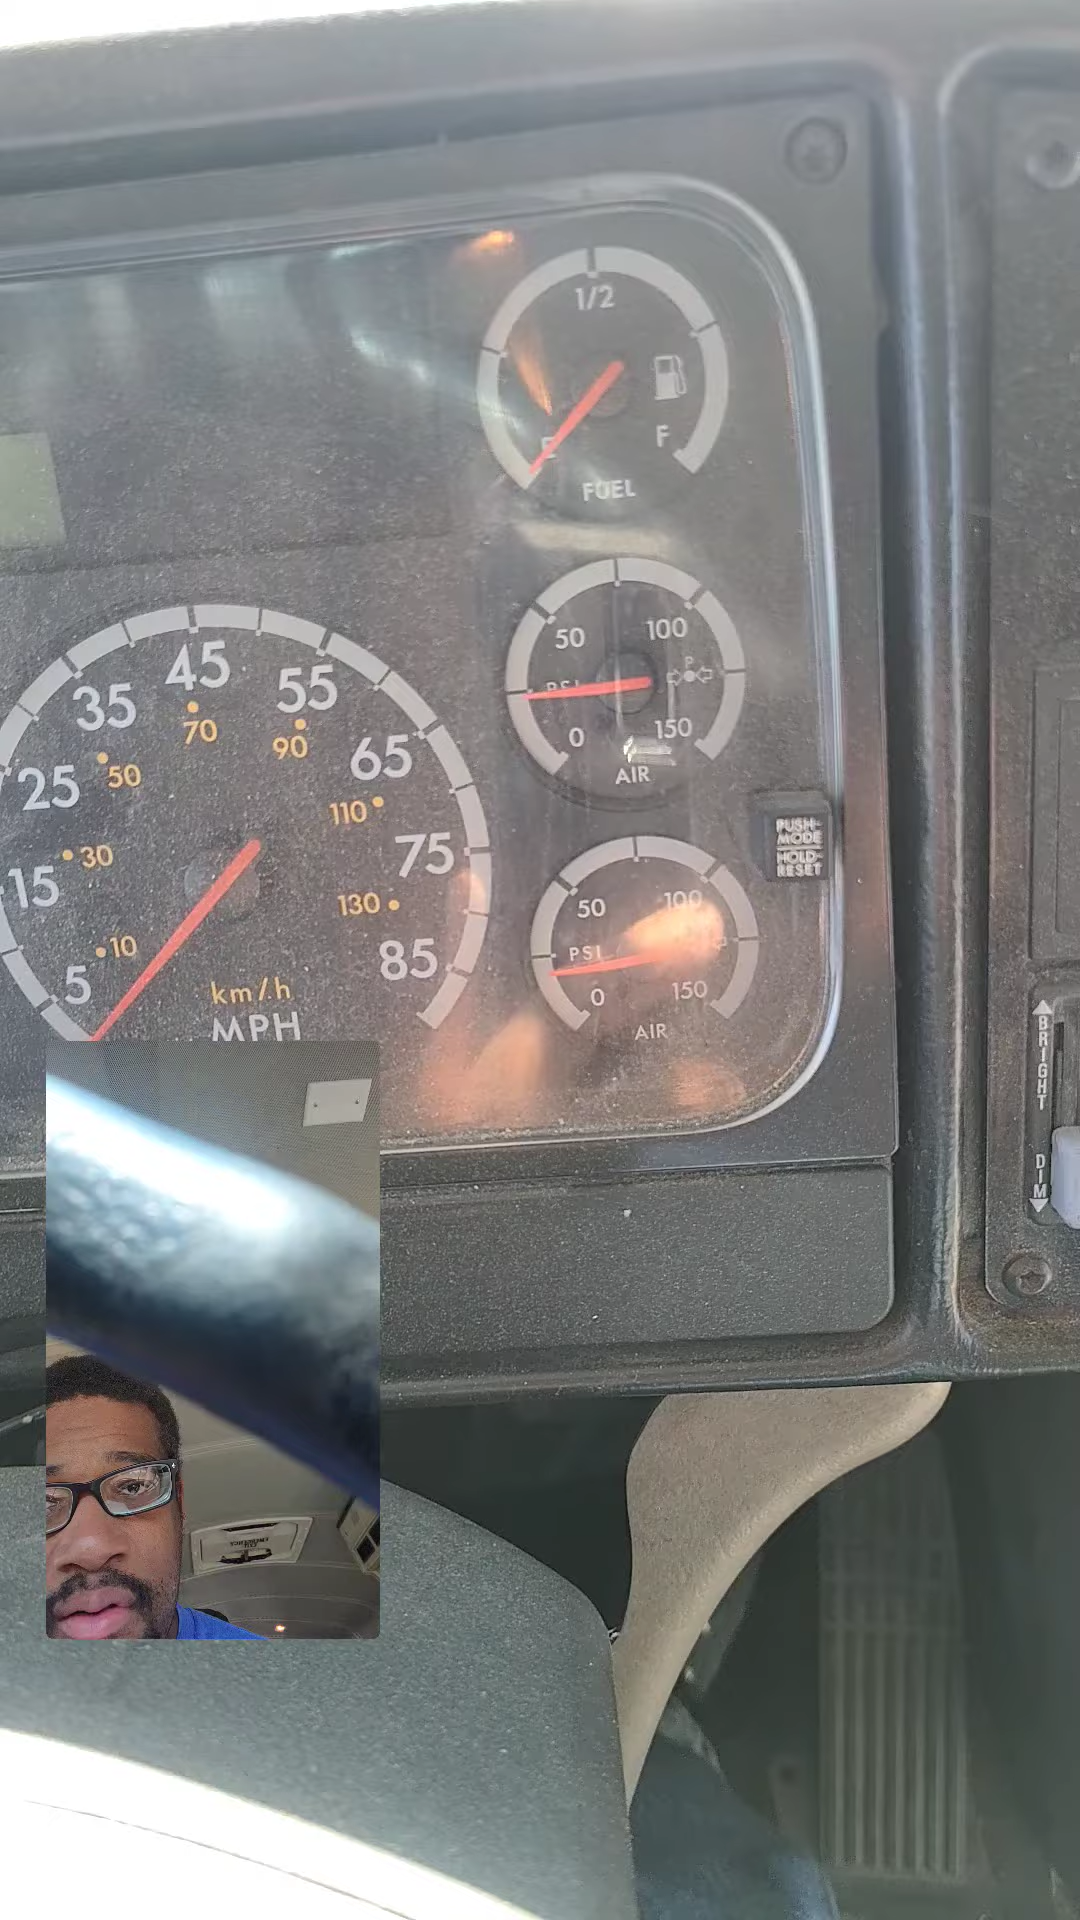 1/2
E
F
FUEL
50
100
PSI
P
0
150
AIR
PUSH-
MODE
HOLD-
RESET
50
100
PSI
0
150
AIR
5
15
25
35
45
55
65
75
85
10
30
50
70
90
110
130
km/h
MPH
BRIGHT
DIM